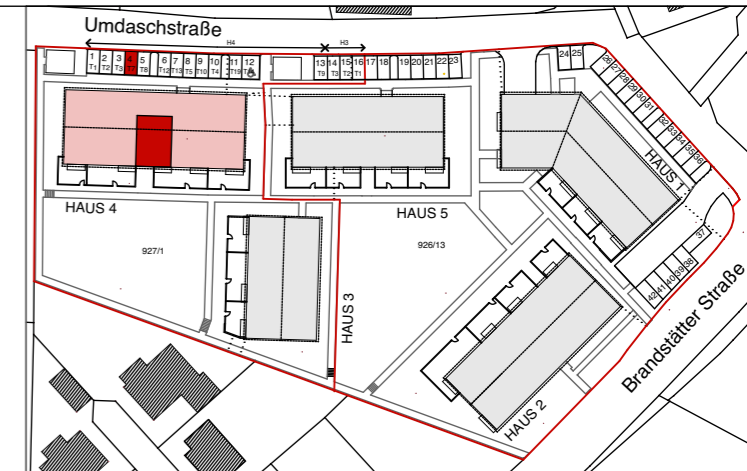 Umdaschstraße
H4 H3
1 2 3 4 5 6 7 8 9 10 11 12 13 14 15 16 17 18 19 20 21 22 23 24 25 26 27 28 29 30 31 32 33 34 35 36
T1 T2 T3 T7 T8 T12 T13 T5 T10 T4 T19 T9 T3 T2 T1
HAUS 1
HAUS 4
HAUS 5
37
927/1
926/13
HAUS 3
42 41 40 39 38
Brandstätter Straße
HAUS 2